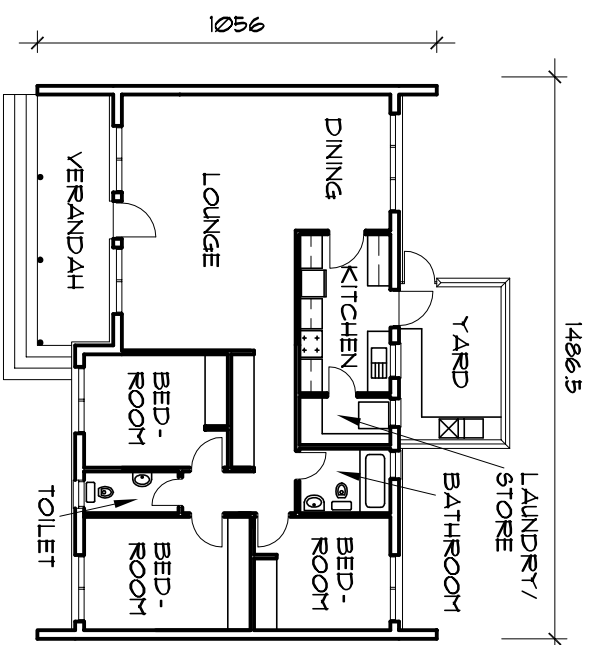 1056
DINING
VERANDAH
LOUNGE
KITCHEN
YARD
1486.5
BED-
ROOM
LAUNDRY/
STORE
BATHROOM
TOILET
BED-
ROOM
BED-
ROOM